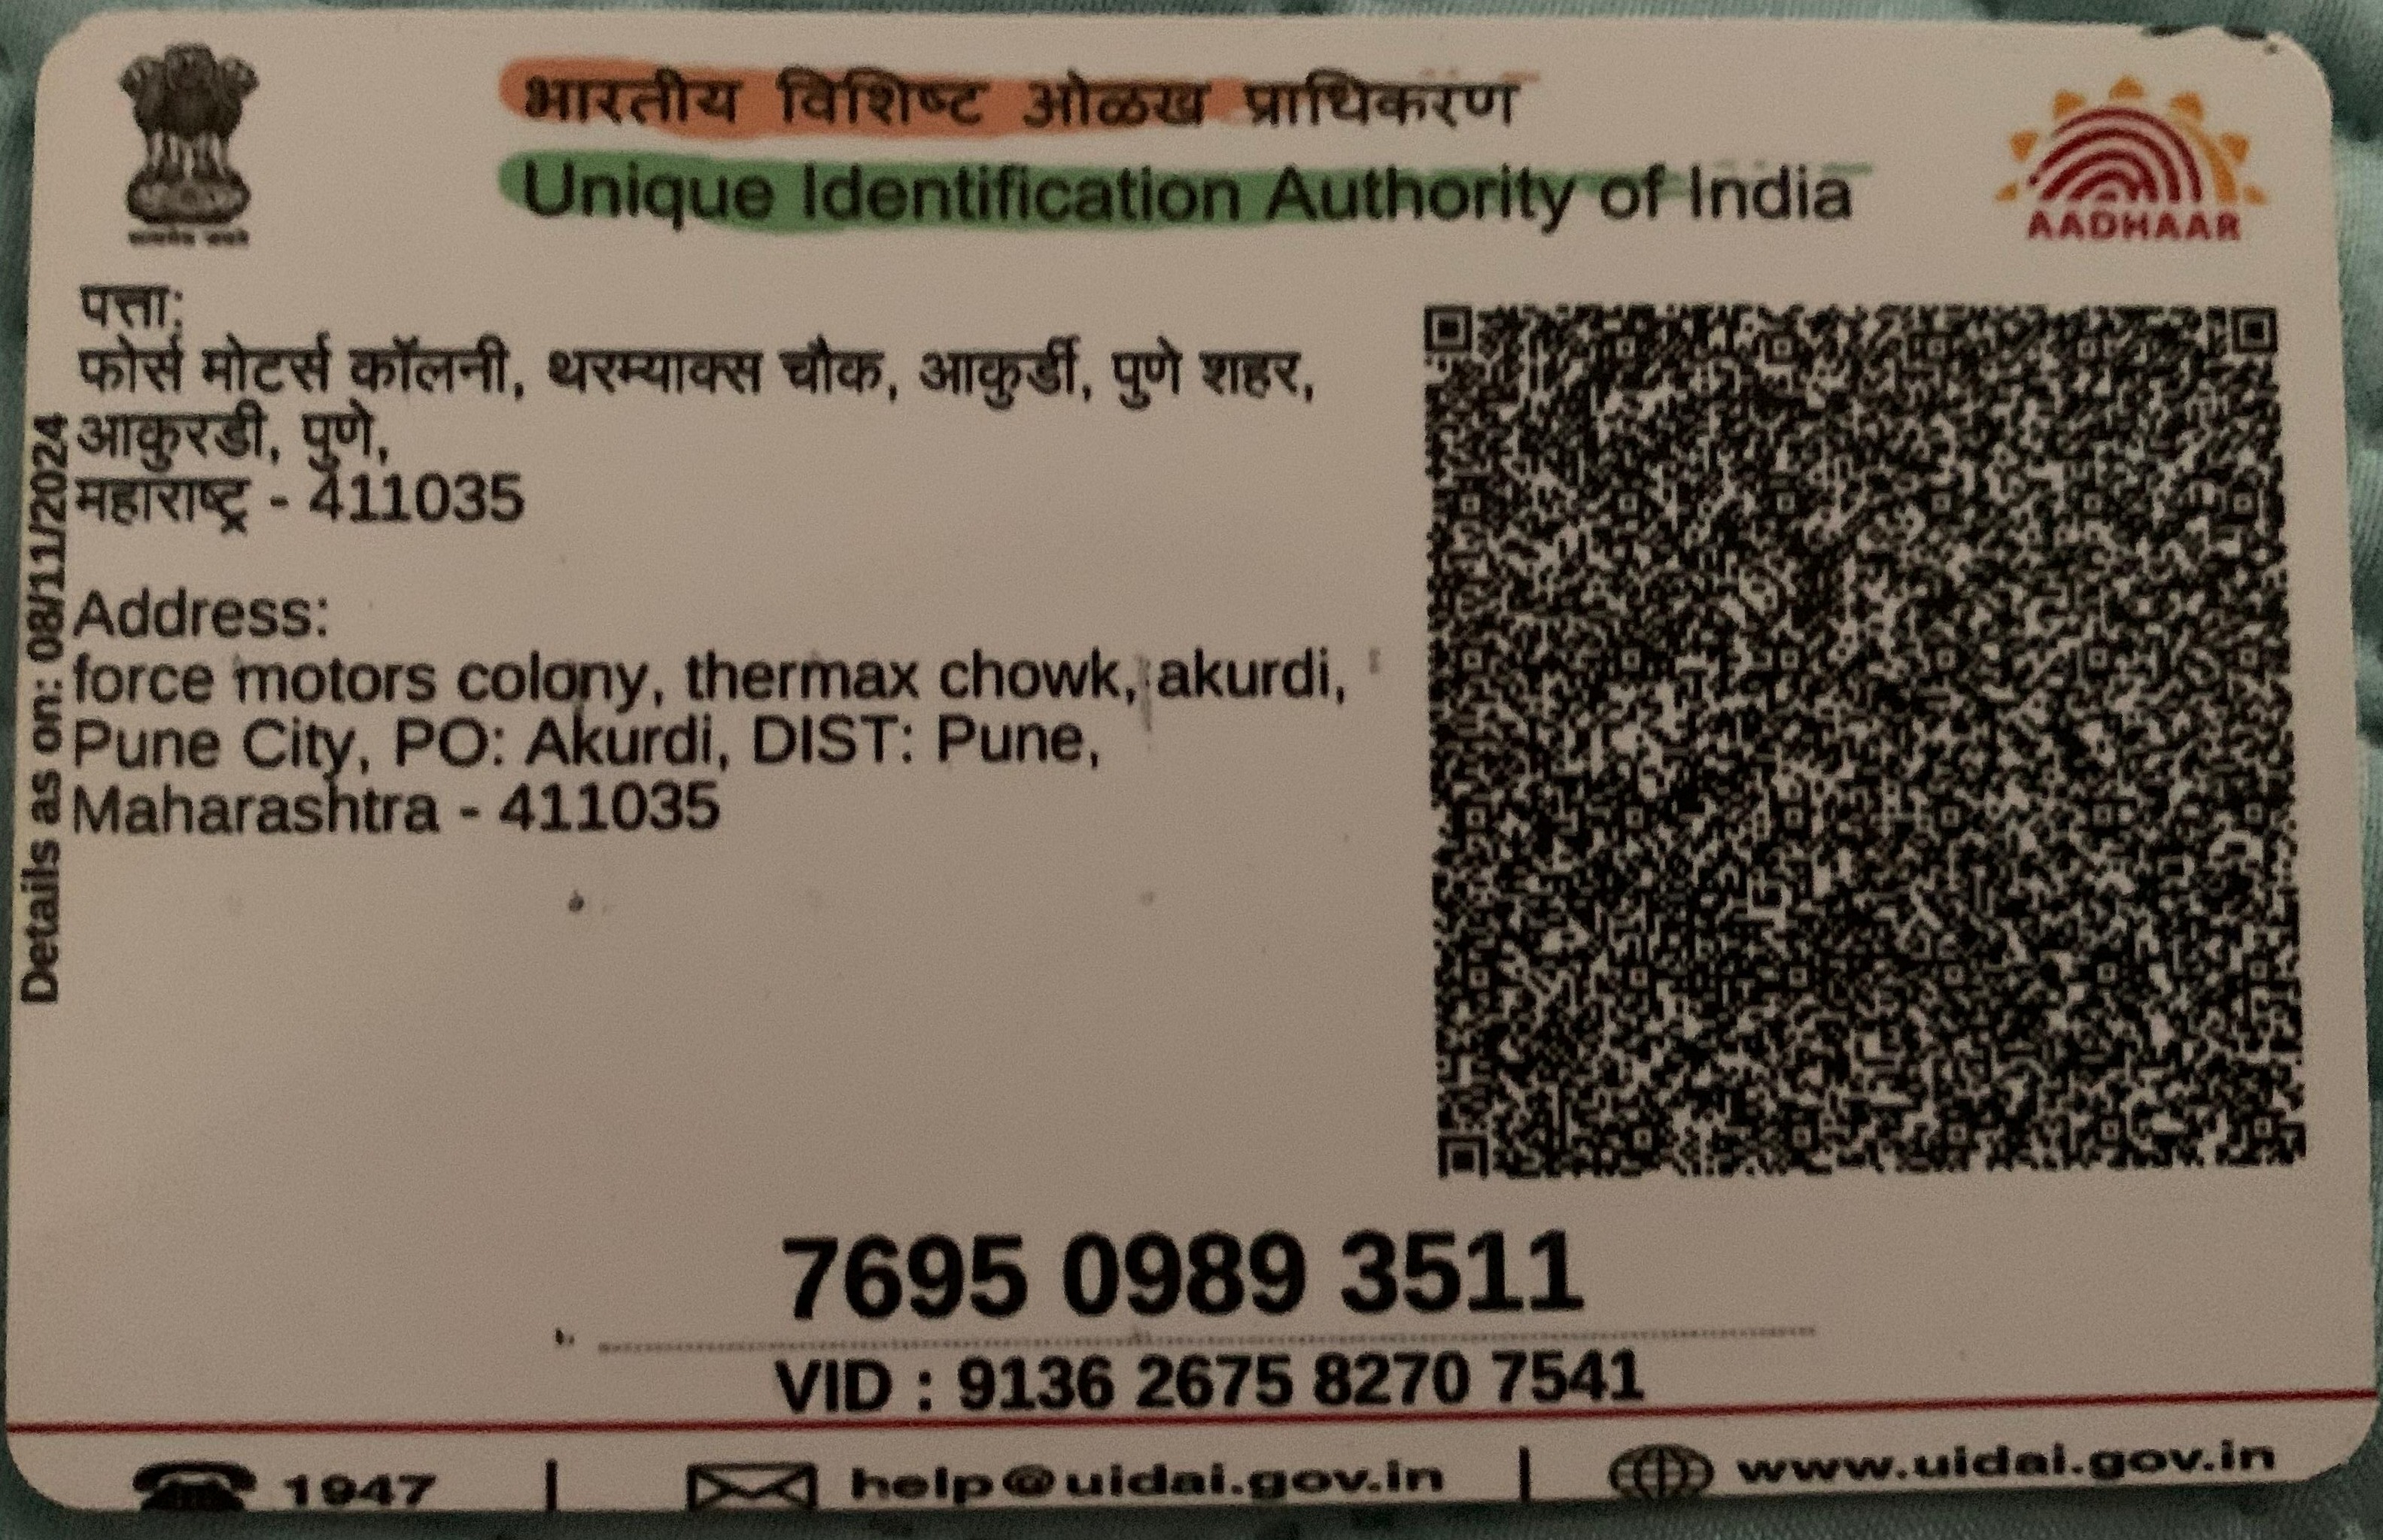 भारतीय विशिष्ट ओळख प्राधिकरण
Unique Identification Authority of India
AADHAAR
पत्ता:
फोर्स मोटर्स कॉलनी, थरम्याक्स चौक, आकुर्डी, पुणे शहर,
आकुरडी, पुणे,
महाराष्ट्र - 411035
Address:
force motors colony, thermax chowk, akurdi,
Pune City, PO: Akurdi, DIST: Pune,
Maharashtra - 411035
Details as on: 08/11/2024
7695 0989 3511
VID : 9136 2675 8270 7541
1947 | help@uidai.gov.in | www.uidai.gov.in